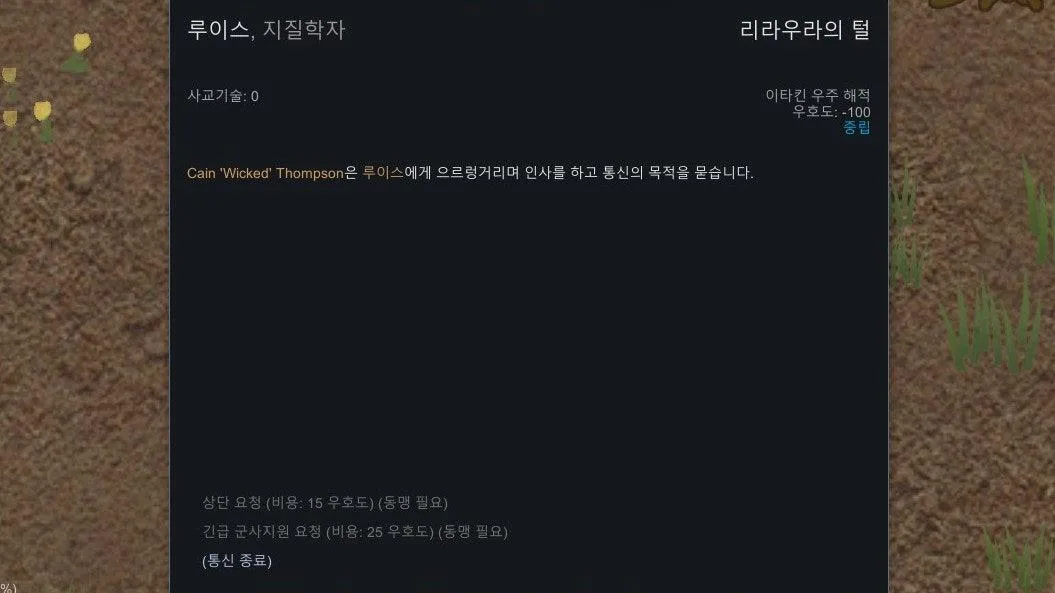 루이스, 지질학자
리라우라의 털
사교기술: 0
이타킨 우주 해적
우호도: -100
중립
Cain 'Wicked' Thompson은 루이스에게 으르렁거리며 인사를 하고 통신의 목적을 묻습니다.
상단 요청 (비용: 15 우호도) (동맹 필요)
긴급 군사지원 요청 (비용: 25 우호도) (동맹 필요)
(통신 종료)
%)